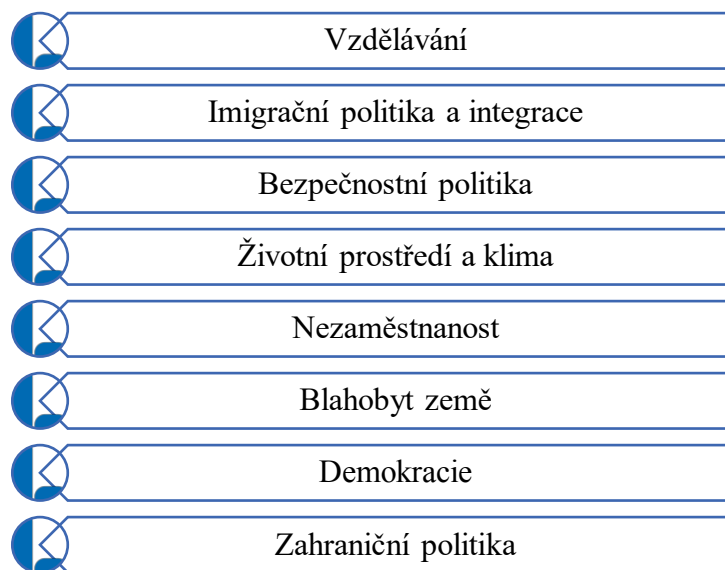 Vzdělávání
Imigrační politika a integrace
Bezpečnostní politika
Životní prostředí a klima
Nezaměstnanost
Blahobyt země
Demokracie
Zahraniční politika